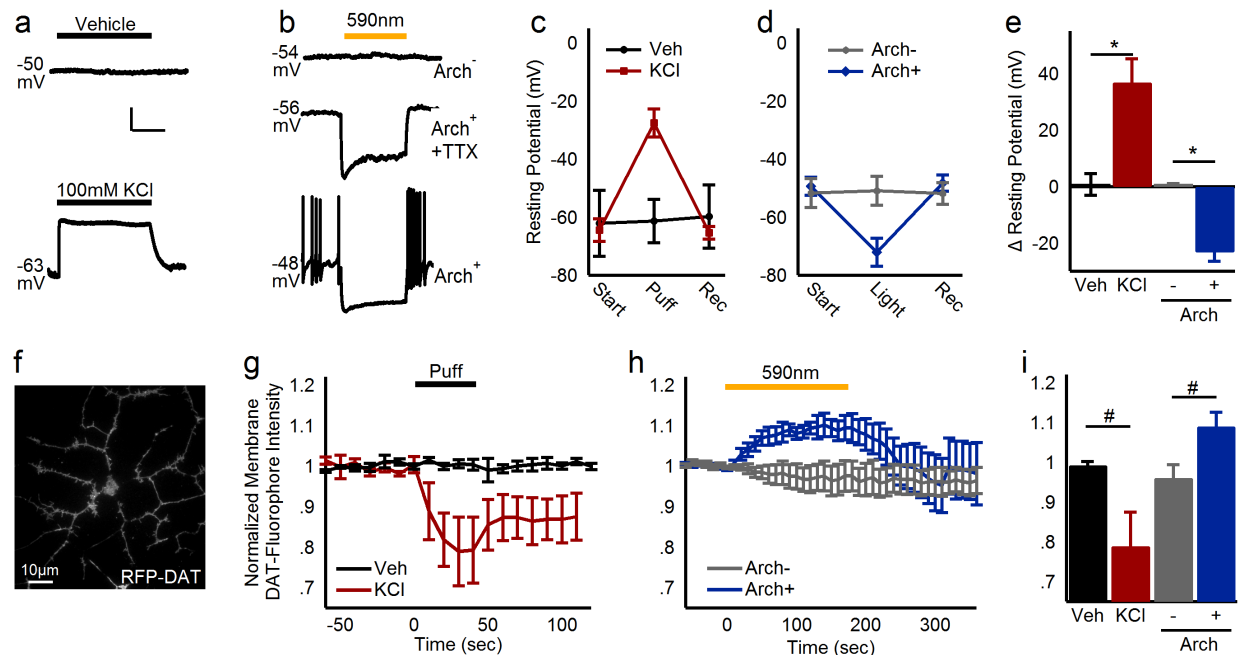 a
Vehicle
-50
mV
100mM KCl
-63
mV
b
590nm
-54
mV
Arch-
-56
mV
Arch+
+TTX
-48
mV
Arch+
c
Resting Potential (mV)
0
-20
-40
-60
-80
Veh
KCl
Start
Puff
Rec
d
0
-20
-40
-60
-80
Arch-
Arch+
Start
Light
Rec
e
Δ Resting Potential (mV)
40
20
0
-20
*
*
Veh KCl - +
Arch
f
10µm
RFP-DAT
g
Normalized Membrane
DAT-Fluorophore Intensity
1.2
1.1
1
.9
.8
.7
Puff
Veh
KCl
-50 0 50 100
Time (sec)
h
1.2
1.1
1
.9
.8
.7
590nm
Arch-
Arch+
0 100 200 300
Time (sec)
i
1.2
1.1
1
.9
.8
.7
#
#
Veh KCl - +
Arch